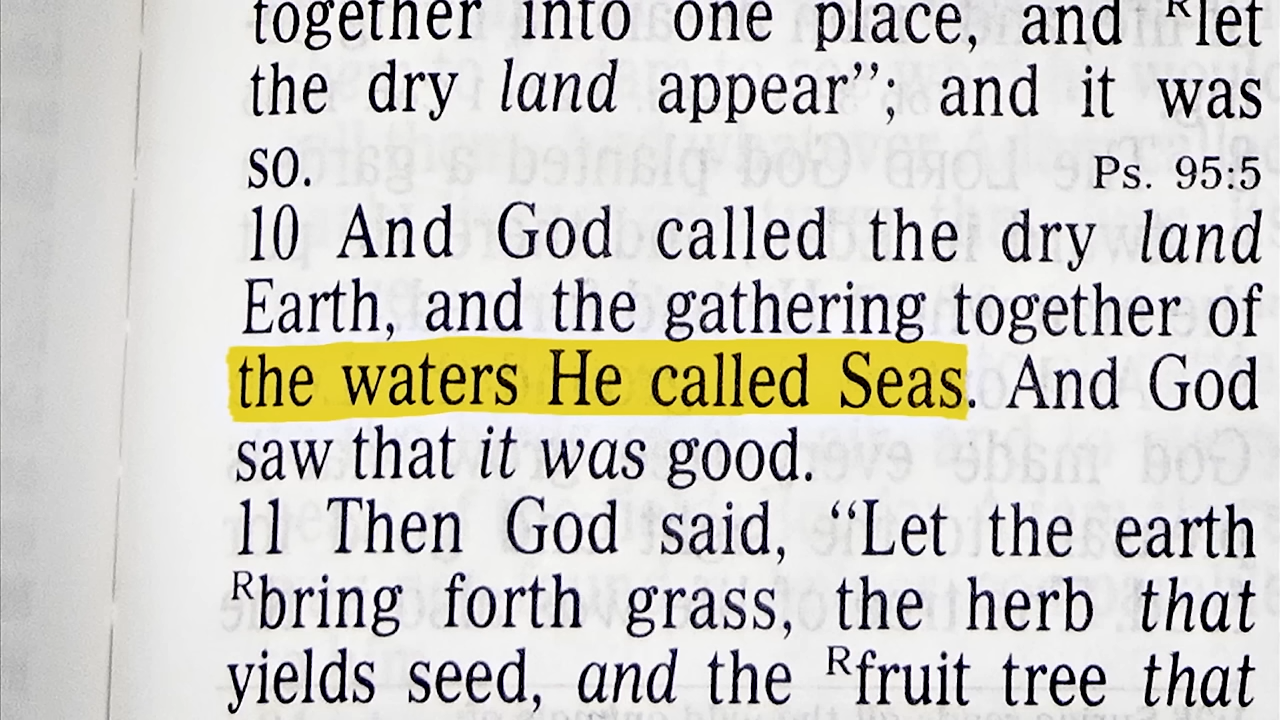 together into one place, and ᴿlet
the dry land appear”; and it was
so. Ps. 95:5
10 And God called the dry land
Earth, and the gathering together of
the waters He called Seas. And God
saw that it was good.
11 Then God said, “Let the earth
ᴿbring forth grass, the herb that
yields seed, and the ᴿfruit tree that